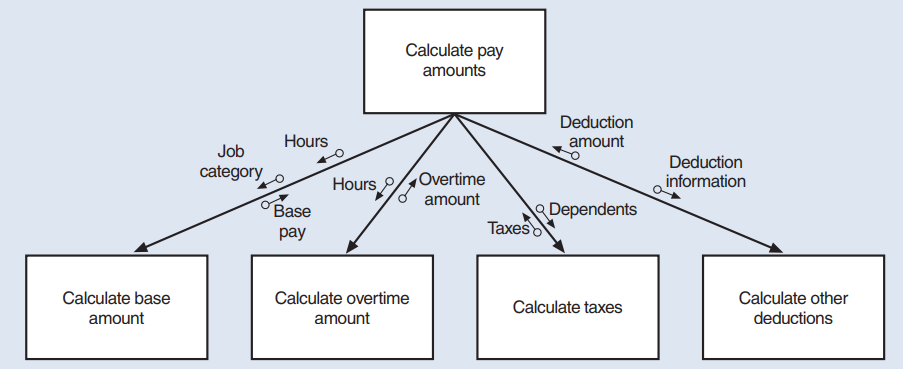 Calculate pay
amounts
Deduction
amount
Hours
Job
category
Deduction
information
Hours
Overtime
amount
Base
pay
Dependents
Taxes
Calculate base
amount
Calculate overtime
amount
Calculate taxes
Calculate other
deductions